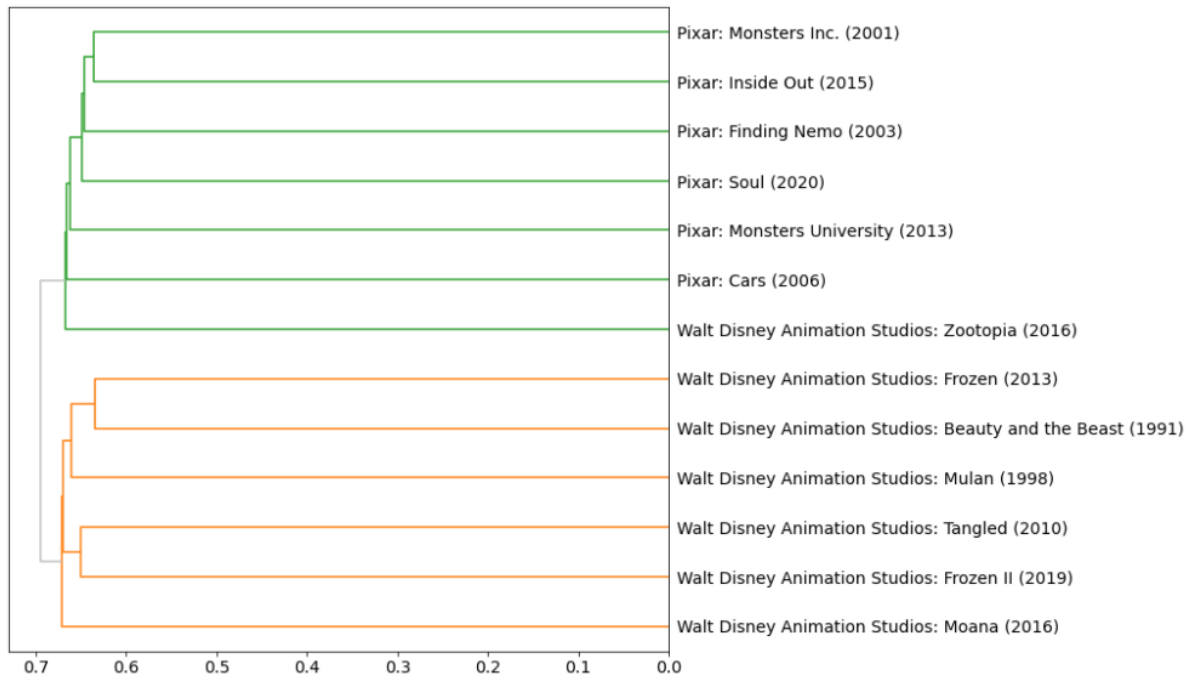 Pixar: Monsters Inc. (2001)
Pixar: Inside Out (2015)
Pixar: Finding Nemo (2003)
Pixar: Soul (2020)
Pixar: Monsters University (2013)
Pixar: Cars (2006)
Walt Disney Animation Studios: Zootopia (2016)
Walt Disney Animation Studios: Frozen (2013)
Walt Disney Animation Studios: Beauty and the Beast (1991)
Walt Disney Animation Studios: Mulan (1998)
Walt Disney Animation Studios: Tangled (2010)
Walt Disney Animation Studios: Frozen II (2019)
Walt Disney Animation Studios: Moana (2016)
0.7 0.6 0.5 0.4 0.3 0.2 0.1 0.0